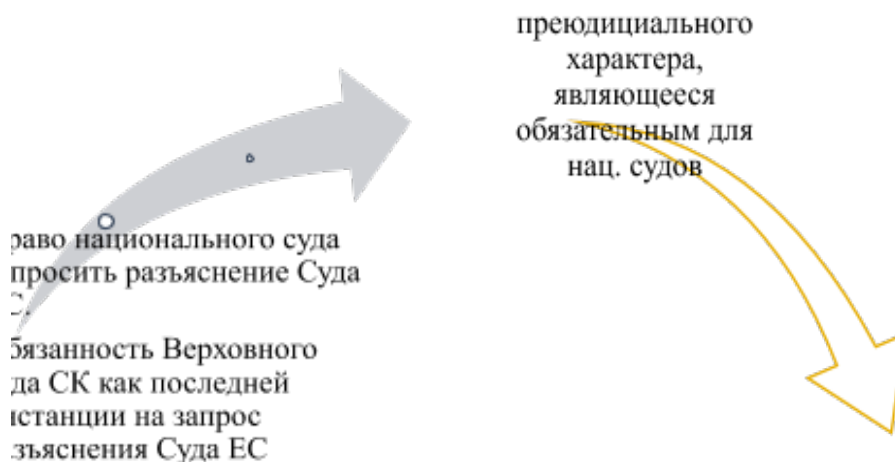 преюдициального
характера,
являющееся
обязательным для
нац. судов
раво национального суда
просить разъяснение Суда
С.
бязанность Верховного
да СК как последней
станции на запрос
зъяснения Суда ЕС